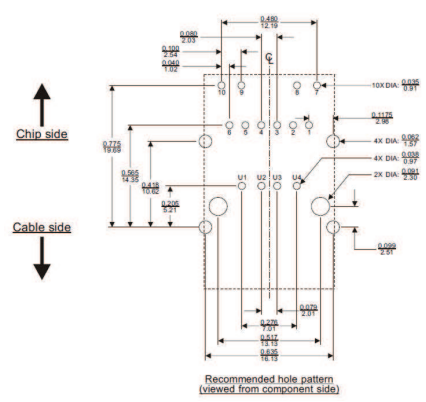 0.480
12.19
0.080
2.03
0.100
2.54
0.040
1.02
C L
10 9 8 7
10X DIA: 0.035
0.91
0.1175
2.98
6 5 4 3 2 1
Chip side
4X DIA: 0.062
1.57
0.775
19.69
0.565
14.35
0.418
10.62
0.205
5.21
4X DIA: 0.038
0.97
2X DIA: 0.091
2.30
U1 U2 U3 U4
Cable side
0.099
2.51
0.079
2.01
0.276
7.01
0.517
13.13
0.635
16.13
Recommended hole pattern
(viewed from component side)